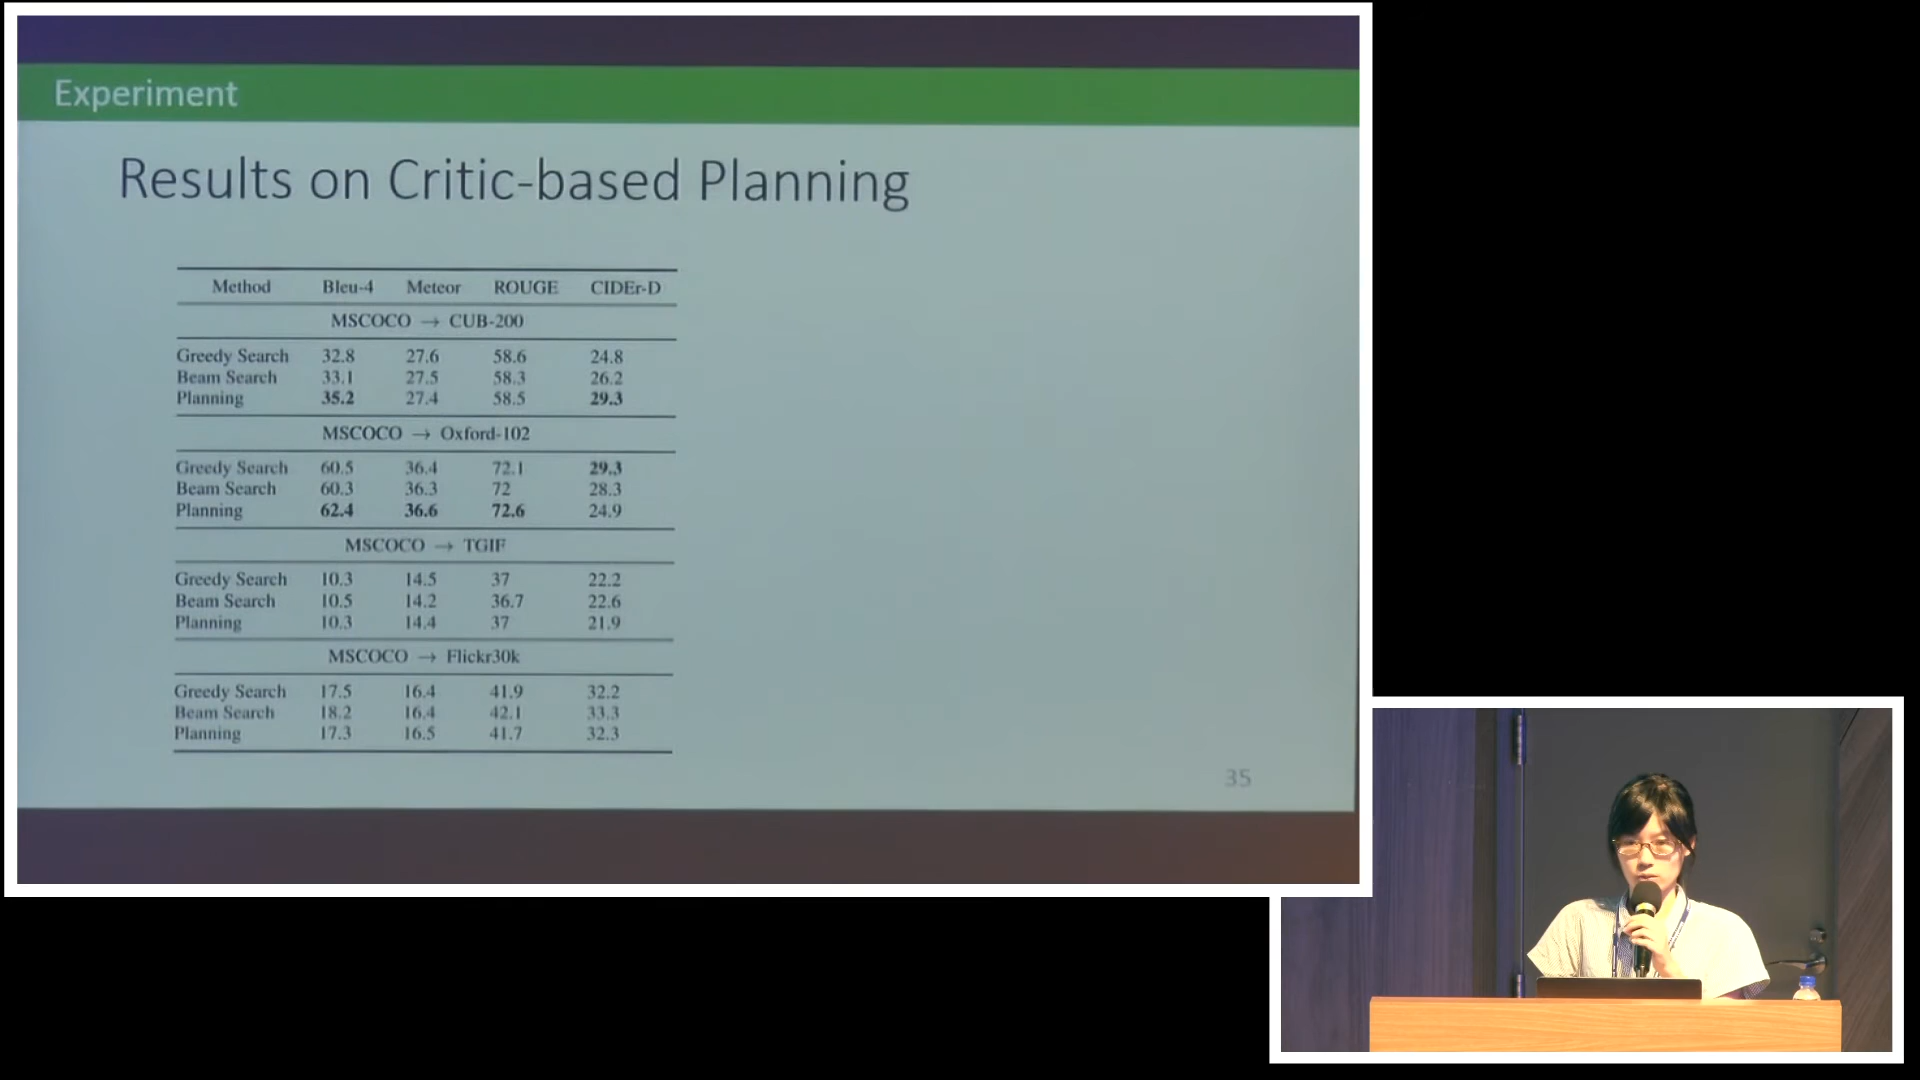 Experiment
Results on Critic-based Planning
Method Bleu-4 Meteor ROUGE CIDEr-D
MSCOCO → CUB-200
Greedy Search 32.8 27.6 58.6 24.8
Beam Search 33.1 27.5 58.3 26.2
Planning 35.2 27.4 58.5 29.3
MSCOCO → Oxford-102
Greedy Search 60.5 36.4 72.1 29.3
Beam Search 60.3 36.3 72 28.3
Planning 62.4 36.6 72.6 24.9
MSCOCO → TGIF
Greedy Search 10.3 14.5 37 22.2
Beam Search 10.5 14.2 36.7 22.6
Planning 10.3 14.4 37 21.9
MSCOCO → Flickr30k
Greedy Search 17.5 16.4 41.9 32.2
Beam Search 18.2 16.4 42.1 33.3
Planning 17.3 16.5 41.7 32.3
35